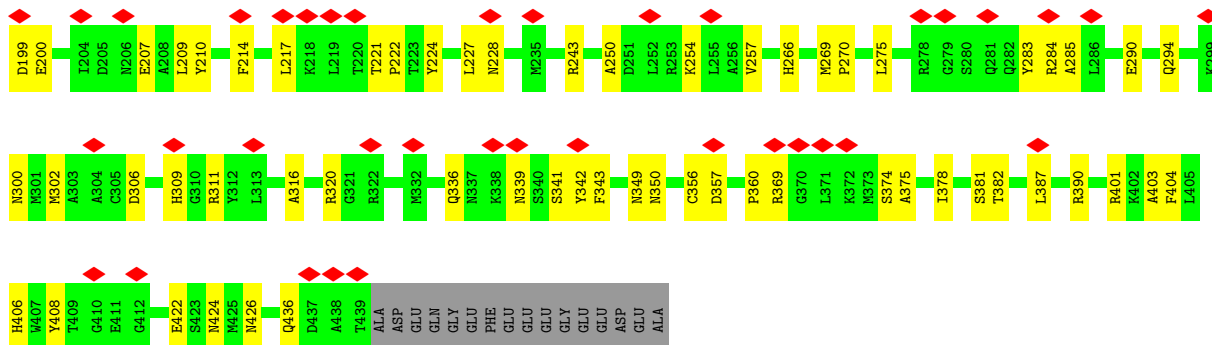 D199 E200 I204 D205 N206 E207 A208 L209 Y210 F214 L217 K218 L219 T220 T221 P222 T223 Y224 L227 N228 M235 R243 A250 D251 L252 R253 K254 L255 A256 V257 H266 M269 P270 L275 R278 G279 S280 Q281 Q282 Y283 R284 A285 L286 E290 Q294 K299
N300 M301 M302 A303 A304 C305 D306 H309 G310 R311 Y312 L313 A316 R320 G321 R322 M332 Q336 N337 K338 N339 S340 S341 Y342 F343 N349 N350 C356 D357 P360 R369 G370 L371 K372 M373 S374 A375 I378 S381 T382 L387 R390 R401 K402 A403 F404 L405
H406 W407 Y408 T409 G410 E411 G412 E422 S423 N424 M425 N426 Q436 D437 A438 T439 ALA ASP GLU GLN GLY GLU PHE GLU GLU GLU GLY GLU GLU ASP GLU ALA